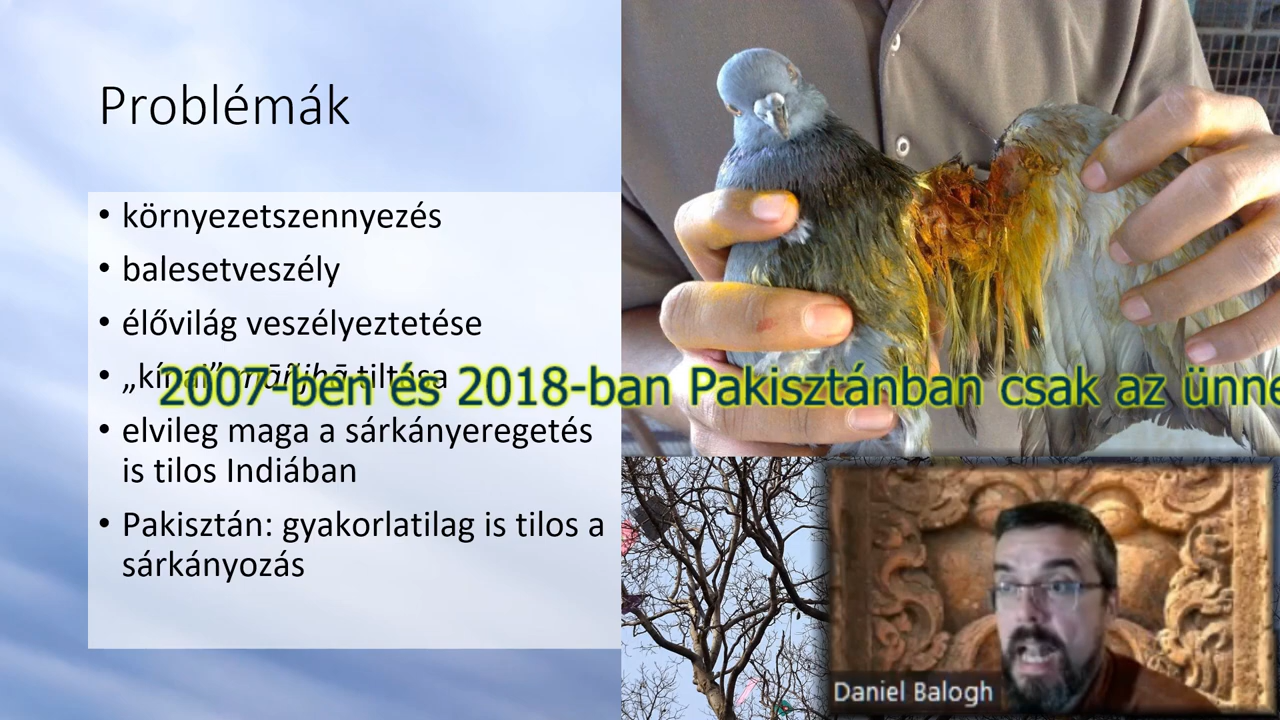 Problémák
• környezetszennyezés
• balesetveszély
• élővilág veszélyeztetése
• „kínai” māñjhā tiltása
2007-ben és 2018-ban Pakisztánban csak az ünne
• elvileg maga a sárkányeregetés
is tilos Indiában
• Pakisztán: gyakorlatilag is tilos a
sárkányozás
Daniel Balogh